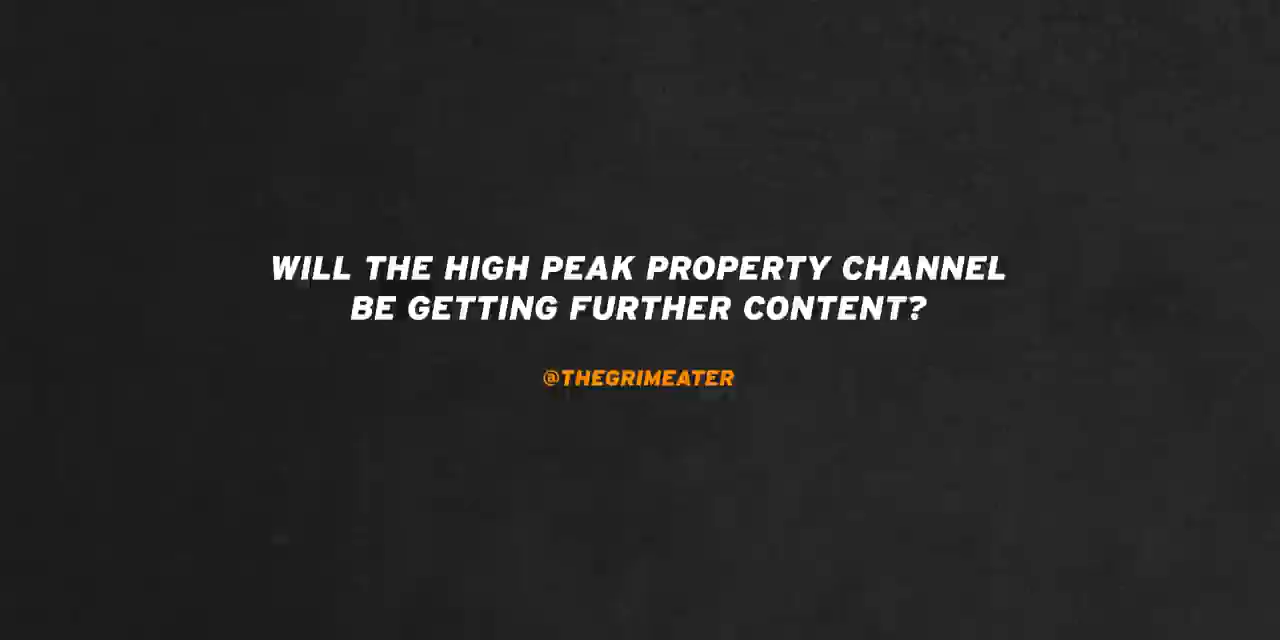 WILL THE HIGH PEAK PROPERTY CHANNEL
BE GETTING FURTHER CONTENT?
@THEGRIMEATER